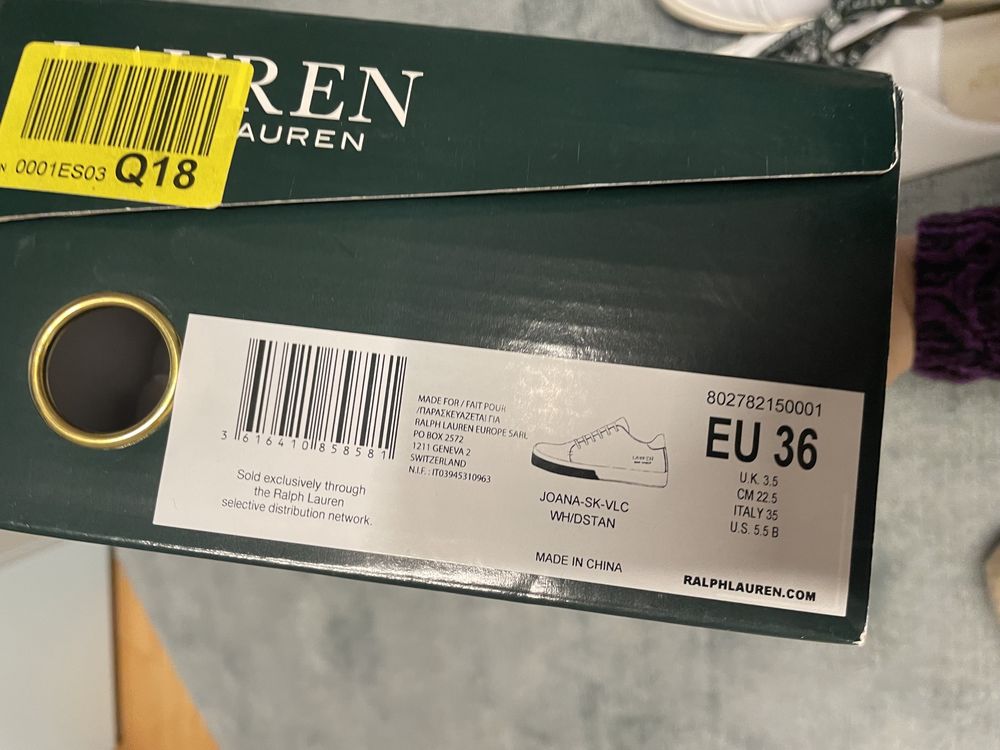 REN
AUREN
0001ES03 Q18
3 616410 858581
Sold exclusively through
the Ralph Lauren
selective distribution network.
MADE FOR / FAIT POUR
/ΠΑΡΑΣΚΕΥΑΖΕΤΑΙ ΓΙΑ
RALPH LAUREN EUROPE SARL
PO BOX 2572
1211 GENEVA 2
SWITZERLAND
N.I.F. : IT03945310963
LAUREN
JOANA-SK-VLC
WH/DSTAN
MADE IN CHINA
802782150001
EU 36
U.K. 3.5
CM 22.5
ITALY 35
U.S. 5.5 B
RALPHLAUREN.COM